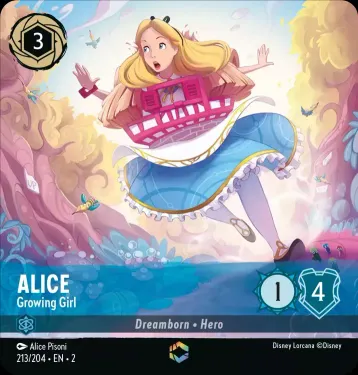 3
ALICE
Growing Girl
1
4
Dreamborn • Hero
Alice Pisoni
Disney Lorcana ©Disney
213/204 • EN • 2